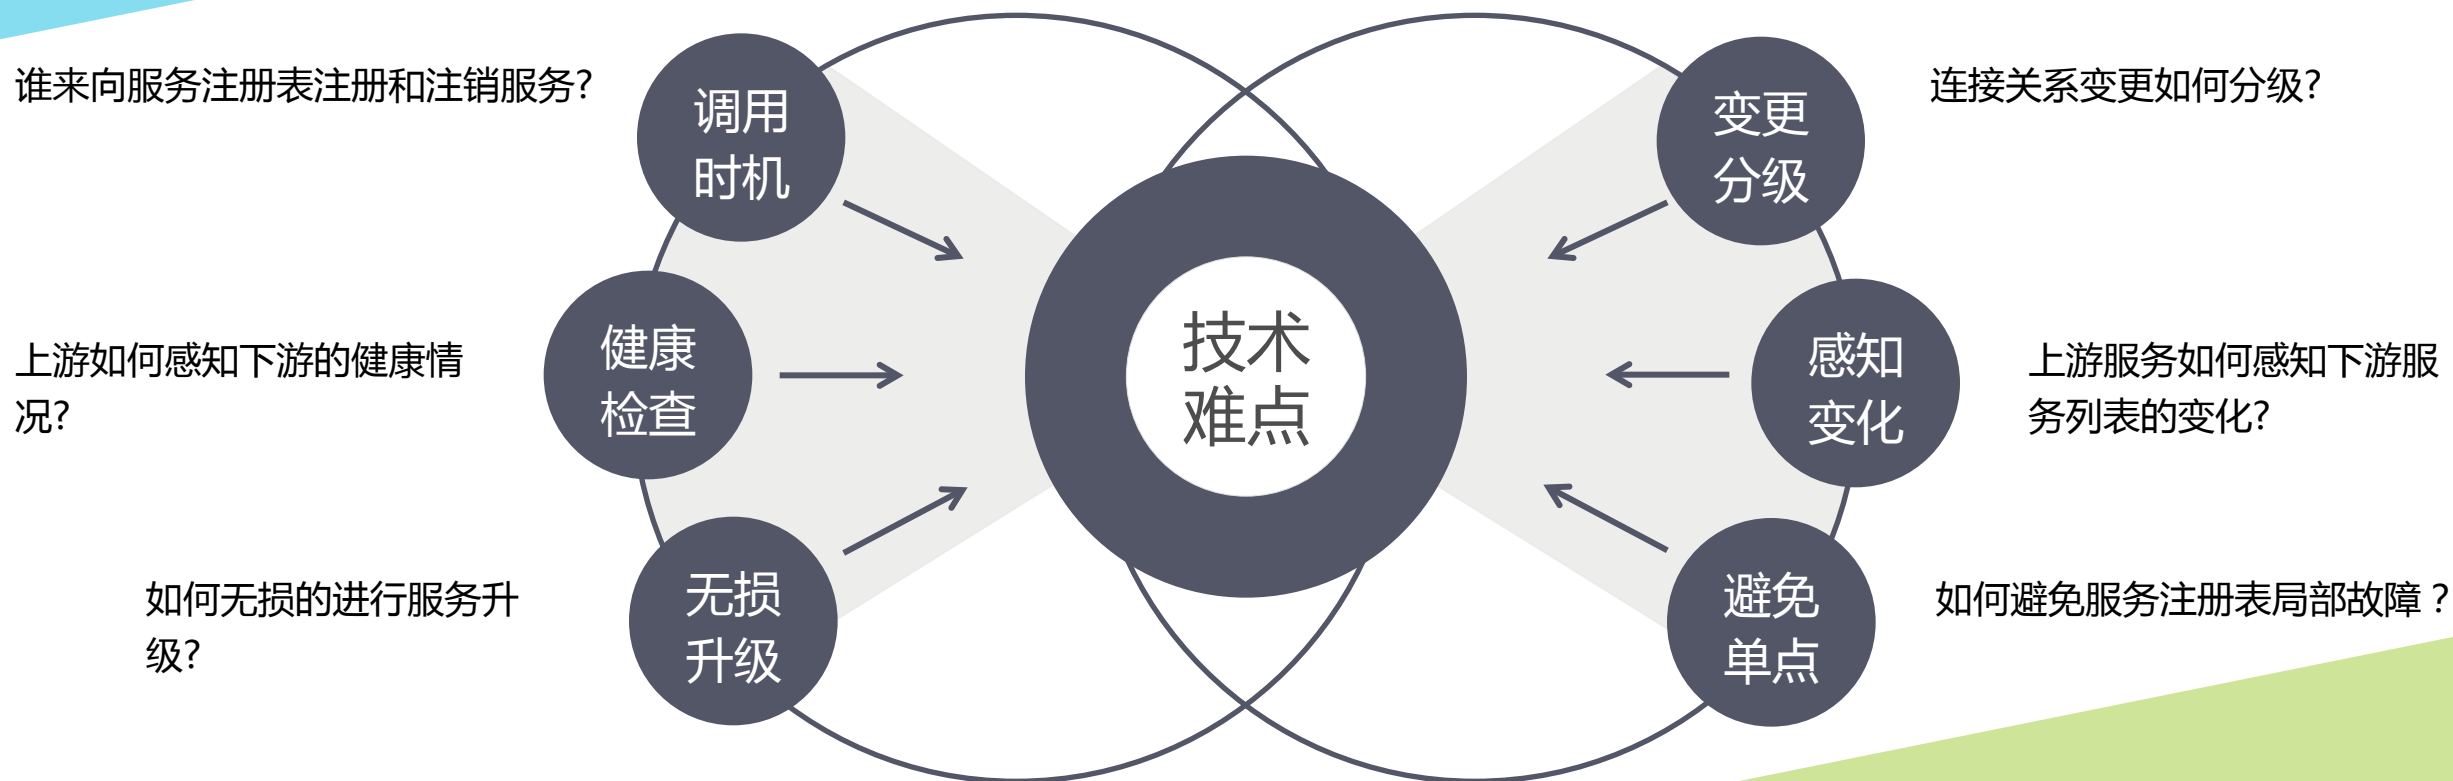 谁来向服务注册表注册和注销服务?
调用
时机
变更
分级
连接关系变更如何分级?
上游如何感知下游的健康情
况?
健康
检查
技术
难点
感知
变化
上游服务如何感知下游服
务列表的变化?
如何无损的进行服务升
级?
无损
升级
避免
单点
如何避免服务注册表局部故障？